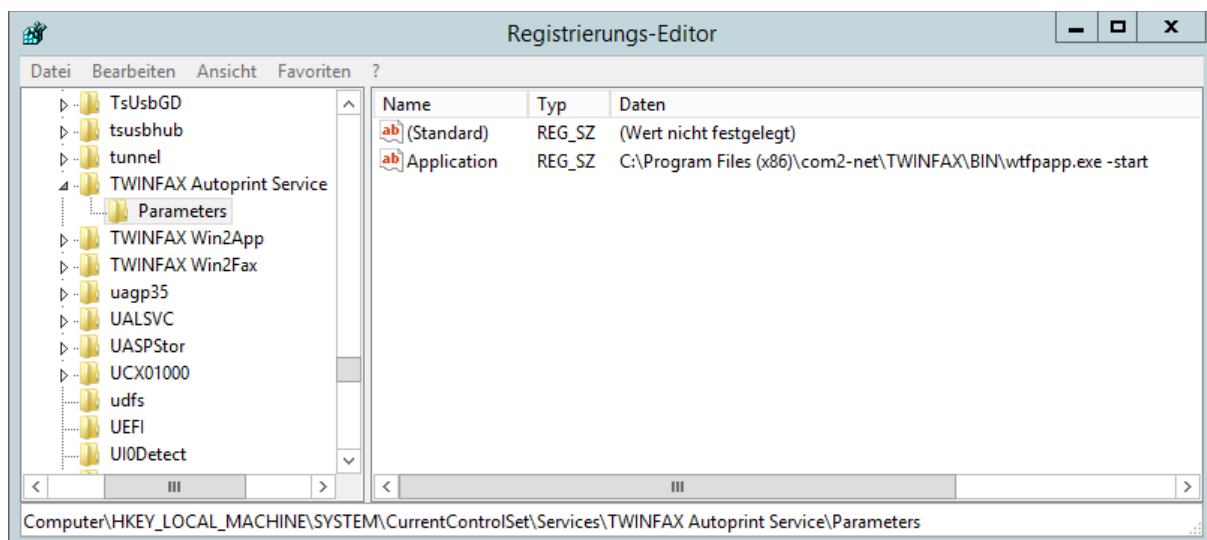 Registrierungs-Editor
Datei Bearbeiten Ansicht Favoriten ?
TsUsbGD
tsusbhub
tunnel
TWINFAX Autoprint Service
Parameters
TWINFAX Win2App
TWINFAX Win2Fax
uagp35
UALSVC
UASPStor
UCX01000
udfs
UEFI
UI0Detect
Name Typ Daten
(Standard) REG_SZ (Wert nicht festgelegt)
Application REG_SZ C:\Program Files (x86)\com2-net\TWINFAX\BIN\wtfpapp.exe -start
Computer\HKEY_LOCAL_MACHINE\SYSTEM\CurrentControlSet\Services\TWINFAX Autoprint Service\Parameters